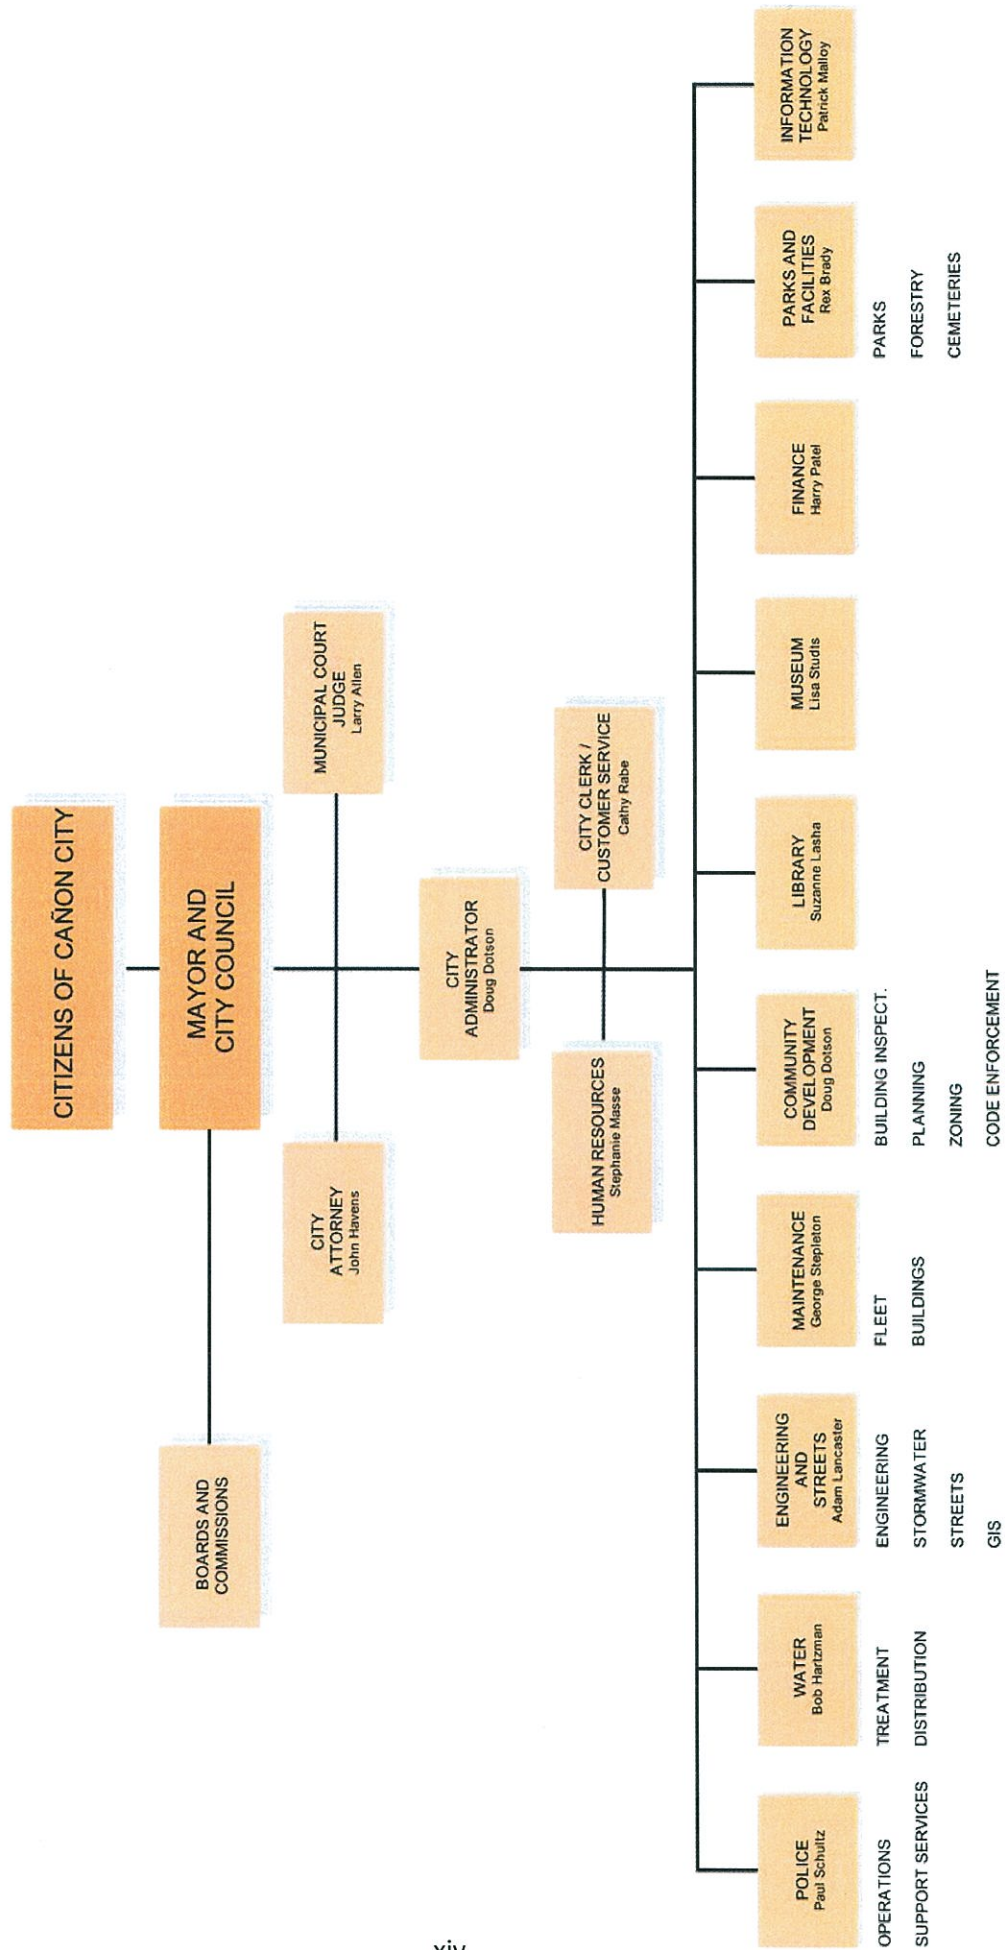 CITIZENS OF CAÑON CITY
MAYOR AND
CITY COUNCIL
BOARDS AND
COMMISSIONS
CITY
ATTORNEY
John Havens
MUNICIPAL COURT
JUDGE
Larry Allen
CITY
ADMINISTRATOR
Doug Dotson
HUMAN RESOURCES
Stephanie Masse
CITY CLERK /
CUSTOMER SERVICE
Cathy Rabe
POLICE
Paul Schultz
OPERATIONS
SUPPORT SERVICES
WATER
Bob Hartzman
TREATMENT
DISTRIBUTION
ENGINEERING
AND
STREETS
Adam Lancaster
ENGINEERING
STORMWATER
STREETS
GIS
MAINTENANCE
George Stepleton
FLEET
BUILDINGS
COMMUNITY
DEVELOPMENT
Doug Dotson
BUILDING INSPECT.
PLANNING
ZONING
CODE ENFORCEMENT
LIBRARY
Suzanne Lasha
MUSEUM
Lisa Studts
FINANCE
Harry Patel
PARKS AND
FACILITIES
Rex Brady
PARKS
FORESTRY
CEMETERIES
INFORMATION
TECHNOLOGY
Patrick Malloy
xiv